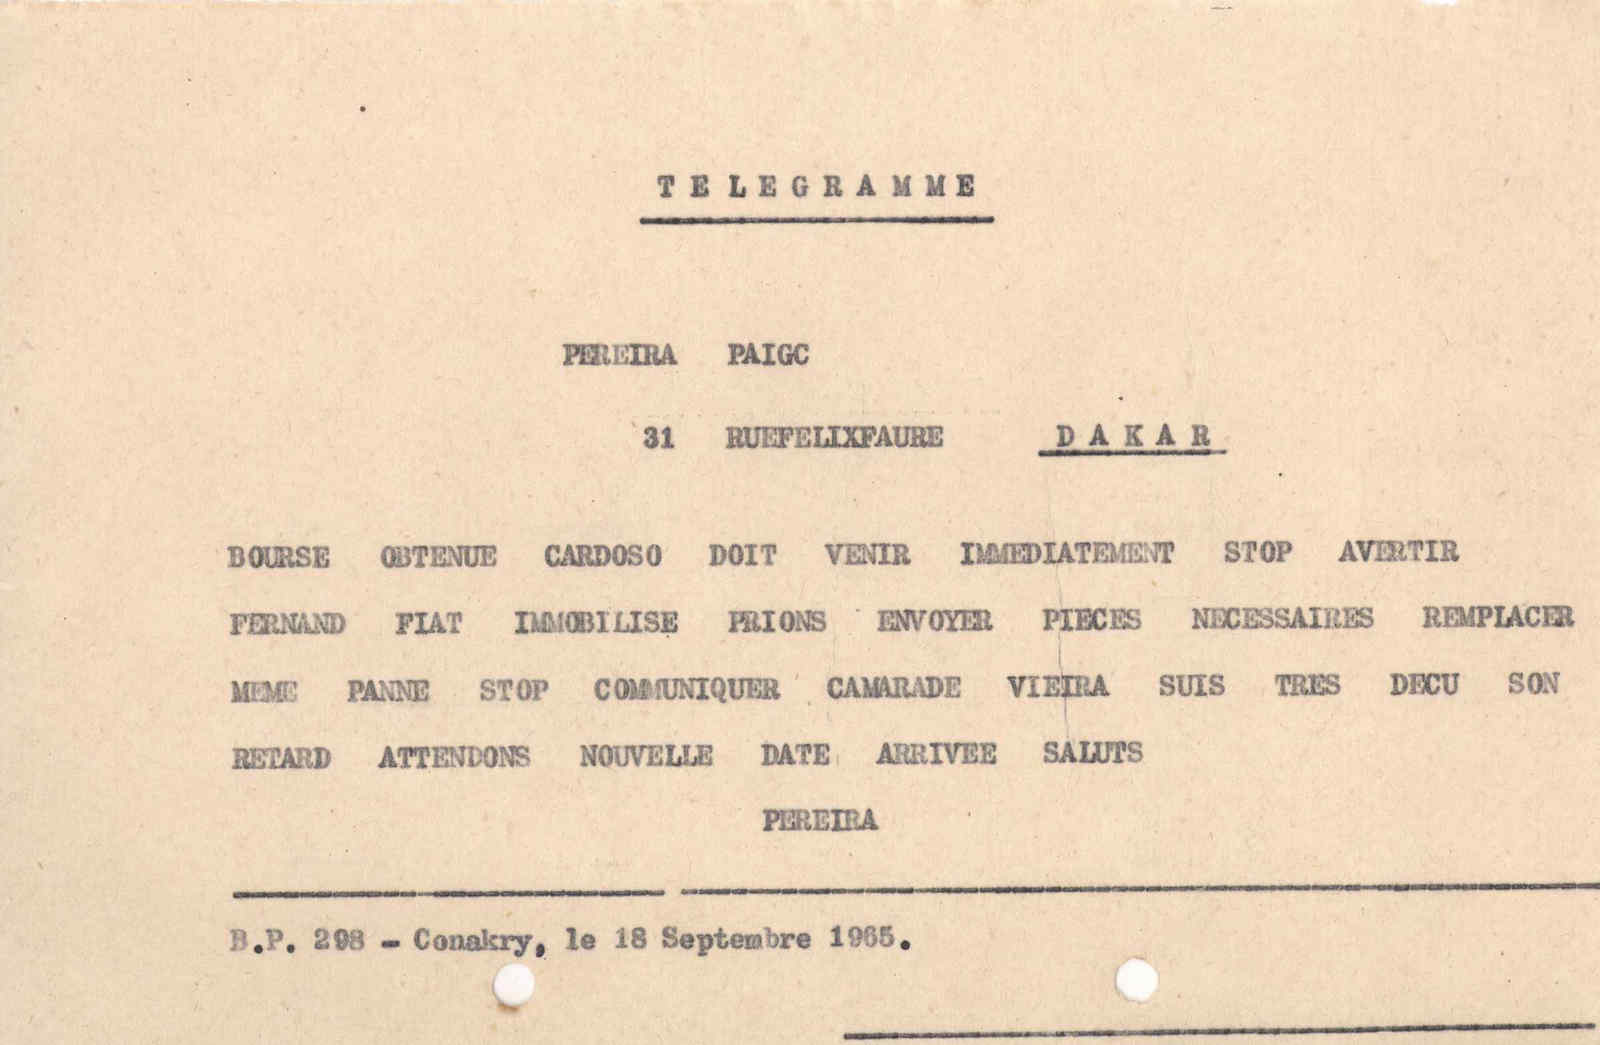 TELEGRAMME
PEREIRA PAIGC
31 RUEFELIXFAURE DAKAR
BOURSE OBTENUE CARDOSO DOIT VENIR IMMEDIATEMENT STOP AVERTIR
FERNAND FIAT IMMOBILISE PRIONS ENVOYER PIECES NECESSAIRES REMPLACER
MEME PANNE STOP COMMUNIQUER CAMARADE VIEIRA SUIS TRES DECU SON
RETARD ATTENDONS NOUVELLE DATE ARRIVEE SALUTS
PEREIRA
B.P. 298 - Conakry, le 18 Septembre 1965.